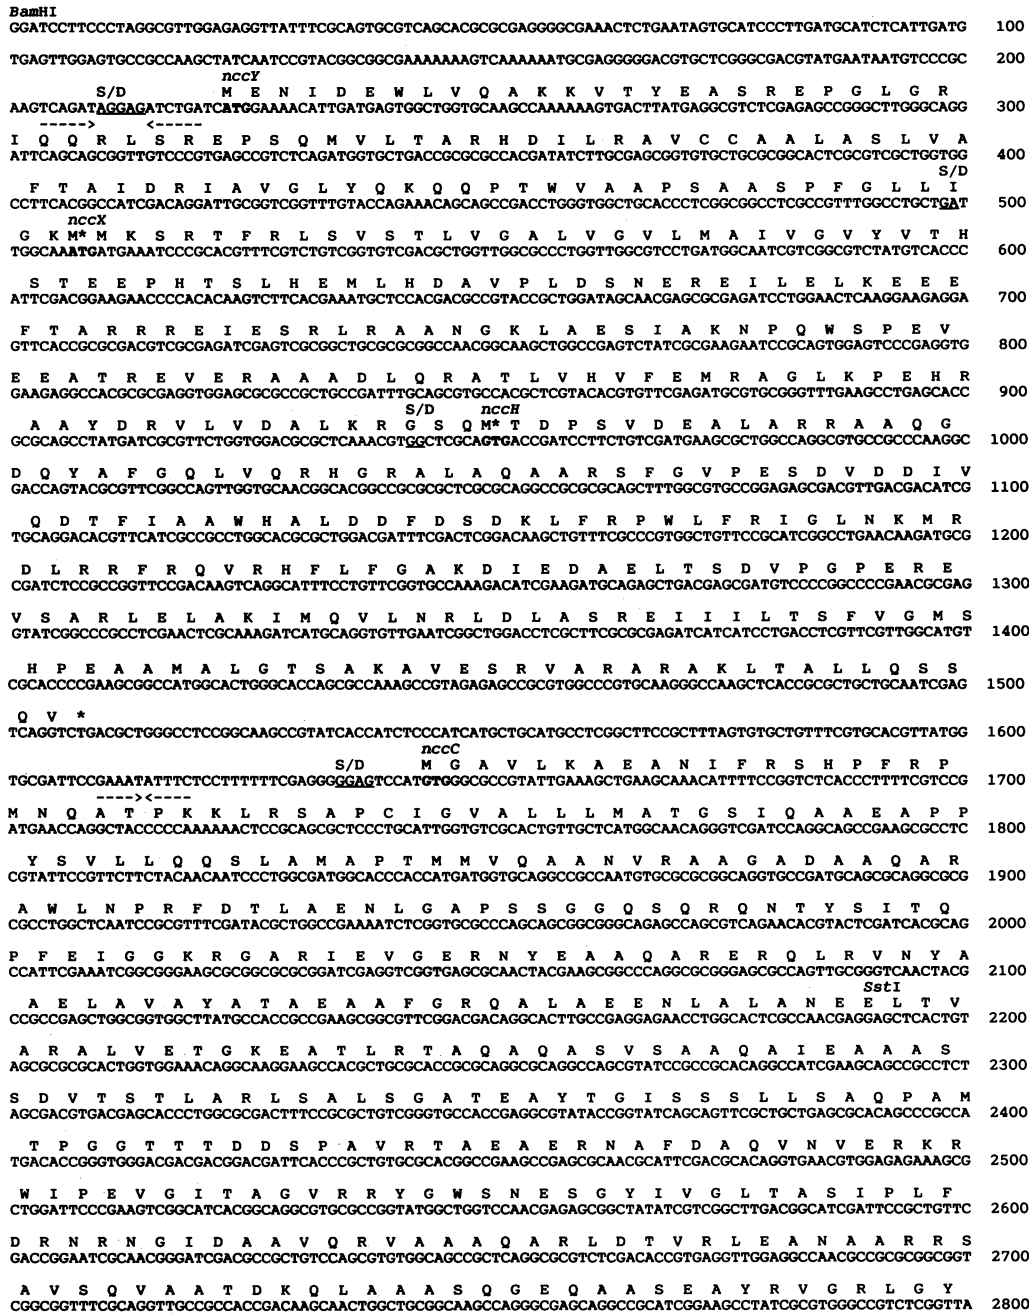 BamHI
GGATCCTTCCCTAGGCGTTGGAGAGGTTATTTCGCAGTGCGTCAGCACGCGCGAGGGGCGAAACTCTGAATAGTGCATCCCTTGATGCATCTCATTGATG 100
TGAGTTGGAGTGCCGCCAAGCTATCAATCCGTACGGCGGCGAAAAAAAGTCAAAAAATGCGAGGGGGACGTGCTCGGGCGACGTATGAATAATGTCCCGC 200
nccY
S/D M E N I D E W L V Q A K K V T Y E A S R E P G L G R
AAGTCAGATAGGAGATCTGATCATGGAAAACATTGATGAGTGGCTGGTGCAAGCCAAAAAAGTGACTTATGAGGCGTCTCGAGAGCCGGGCTTGGGCAGG 300
-----> <-----
I Q Q R L S R E P S Q M V L T A R H D I L R A V C C A A L A S L V A
ATTCAGCAGCGGTTGTCCCGTGAGCCGTCTCAGATGGTGCTGACCGCGCGCCACGATATCTTGCGAGCGGTGTGCTGCGCGGCACTCGCGTCGCTGGTGG 400
S/D
F T A I D R I A V G L Y Q K Q Q P T W V A A P S A A S P F G L L I
CCTTCACGGCCATCGACAGGATTGCGGTCGGTTTGTACCAGAAACAGCAGCCGACCTGGGTGGCTGCACCCTCGGCGGCCTCGCCGTTTGGCCTGCTGAT 500
nccX
G K M* M K S R T F R L S V S T L V G A L V G V L M A I V G V Y V T H
TGGCAAATGATGAAATCCCGCACGTTTCGTCTGTCGGTGTCGACGCTGGTTGGCGCCCTGGTTGGCGTCCTGATGGCAATCGTCGGCGTCTATGTCACCC 600
S T E E P H T S L H E M L H D A V P L D S N E R E I L E L K E E E
ATTCGACGGAAGAACCCCACACAAGTCTTCACGAAATGCTCCACGACGCCGTACCGCTGGATAGCAACGAGCGCGAGATCCTGGAACTCAAGGAAGAGGA 700
F T A R R R E I E S R L R A A N G K L A E S I A K N P Q W S P E V
GTTCACCGCGCGACGTCGCGAGATCGAGTCGCGGCTGCGCGCGGCCAACGGCAAGCTGGCCGAGTCTATCGCGAAGAATCCGCAGTGGAGTCCCGAGGTG 800
E E A T R E V E R A A A D L Q R A T L V H V F E M R A G L K P E H R
GAAGAGGCCACGCGCGAGGTGGAGCGCGCCGCTGCCGATTTGCAGCGTGCCACGCTCGTACACGTGTTCGAGATGCGTGCGGGTTTGAAGCCTGAGCACC 900
S/D nccH
A A Y D R V L V D A L K R G S Q M* T D P S V D E A L A R R A A Q G
GCGCAGCCTATGATCGCGTTCTGGTGGACGCGCTCAAACGTGGCTCGCAGTGACCGATCCTTCTGTCGATGAAGCGCTGGCCAGGCGTGCCGCCCAAGGC 1000
D Q Y A F G Q L V Q R H G R A L A Q A A R S F G V P E S D V D D I V
GACCAGTACGCGTTCGGCCAGTTGGTGCAACGGCACGGCCGCGCGCTCGCGCAGGCCGCGCGCAGCTTTGGCGTGCCGGAGAGCGACGTTGACGACATCG 1100
Q D T F I A A W H A L D D F D S D K L F R P W L F R I G L N K M R
TGCAGGACACGTTCATCGCCGCCTGGCACGCGCTGGACGATTTCGACTCGGACAAGCTGTTTCGCCCGTGGCTGTTCCGCATCGGCCTGAACAAGATGCG 1200
D L R R F R Q V R H F L F G A K D I E D A E L T S D V P G P E R E
CGATCTCCGCCGGTTCCGACAAGTCAGGCATTTCCTGTTCGGTGCCAAAGACATCGAAGATGCAGAGCTGACGAGCGATGTCCCCGGCCCCGAACGCGAG 1300
V S A R L E L A K I M Q V L N R L D L A S R E I I I L T S F V G M S
GTATCGGCCCGCCTCGAACTCGCAAAGATCATGCAGGTGTTGAATCGGCTGGACCTCGCTTCGCGCGAGATCATCATCCTGACCTCGTTCGTTGGCATGT 1400
H P E A A M A L G T S A K A V E S R V A R A R A K L T A L L Q S S
CGCACCCCGAAGCGGCCATGGCACTGGGCACCAGCGCCAAAGCCGTAGAGAGCCGCGTGGCCCGTGCAAGGGCCAAGCTCACCGCGCTGCTGCAATCGAG 1500
Q V *
TCAGGTCTGACGCTGGGCCTCCGGCAAGCCGTATCACCATCTCCCATCATGCTGCATGCCTCGGCTTCCGCTTTAGTGTGCTGTTTCGTGCACGTTATGG 1600
nccC
S/D M G A V L K A E A N I F R S H P F R P
TGCGATTCCGAAATATTTCTCCTTTTTTCGAGGGGGAGTCCATGTGGGCGCCGTATTGAAAGCTGAAGCAAACATTTTCCGGTCTCACCCTTTTCGTCCG 1700
----><----
M N Q A T P K K L R S A P C I G V A L L L M A T G S I Q A A E A P P
ATGAACCAGGCTACCCCCAAAAAACTCCGCAGCGCTCCCTGCATTGGTGTCGCACTGTTGCTCATGGCAACAGGGTCGATCCAGGCAGCCGAAGCGCCTC 1800
Y S V L L Q Q S L A M A P T M M V Q A A N V R A A G A D A A Q A R
CGTATTCCGTTCTTCTACAACAATCCCTGGCGATGGCACCCACCATGATGGTGCAGGCCGCCAATGTGCGCGCGGCAGGTGCCGATGCAGCGCAGGCGCG 1900
A W L N P R F D T L A E N L G A P S S G G Q S Q R Q N T Y S I T Q
CGCCTGGCTCAATCCGCGTTTCGATACGCTGGCCGAAAATCTCGGTGCGCCCAGCAGCGGCGGGCAGAGCCAGCGTCAGAACACGTACTCGATCACGCAG 2000
P F E I G G K R G A R I E V G E R N Y E A A Q A R E R Q L R V N Y A
CCATTCGAAATCGGCGGGAAGCGCGGCGCGCGGATCGAGGTCGGTGAGCGCAACTACGAAGCGGCCCAGGCGCGGGAGCGCCAGTTGCGGGTCAACTACG 2100
SstI
A E L A V A Y A T A E A A F G R Q A L A E E N L A L A N E E L T V
CCGCCGAGCTGGCGGTGGCTTATGCCACCGCCGAAGCGGCGTTCGGACGACAGGCACTTGCCGAGGAGAACCTGGCACTCGCCAACGAGGAGCTCACTGT 2200
A R A L V E T G K E A T L R T A Q A Q A S V S A A Q A I E A A A S
AGCGCGCGCACTGGTGGAAACAGGCAAGGAAGCCACGCTGCGCACCGCGCAGGCGCAGGCCAGCGTATCCGCCGCACAGGCCATCGAAGCAGCCGCCTCT 2300
S D V T S T L A R L S A L S G A T E A Y T G I S S S L L S A Q P A M
AGCGACGTGACGAGCACCCTGGCGCGACTTTCCGCGCTGTCGGGTGCCACCGAGGCGTATACCGGTATCAGCAGTTCGCTGCTGAGCGCACAGCCCGCCA 2400
T P G G T T T D D S P A V R T A E A E R N A F D A Q V N V E R K R
TGACACCGGGTGGGACGACGACGGACGATTCACCCGCTGTGCGCACGGCCGAAGCCGAGCGCAACGCATTCGACGCACAGGTGAACGTGGAGAGAAAGCG 2500
W I P E V G I T A G V R R Y G W S N E S G Y I V G L T A S I P L F
CTGGATTCCCGAAGTCGGCATCACGGCAGGCGTGCGCCGGTATGGCTGGTCCAACGAGAGCGGCTATATCGTCGGCTTGACGGCATCGATTCCGCTGTTC 2600
D R N R N G I D A A V Q R V A A A Q A R L D T V R L E A N A A R R S
GACCGGAATCGCAACGGGATCGACGCCGCTGTCCAGCGTGTGGCAGCCGCTCAGGCGCGTCTCGACACCGTGAGGTTGGAGGCCAACGCCGCGCGGCGGT 2700
A V S Q V A A T D K Q L A A A S Q G E Q A A S E A Y R V G R L G Y
CGGCGGTTTCGCAGGTTGCCGCCACCGACAAGCAACTGGCTGCGGCAAGCCAGGGCGAGCAGGCCGCATCGGAAGCCTATCGCGTGGGCCGTCTCGGTTA 2800